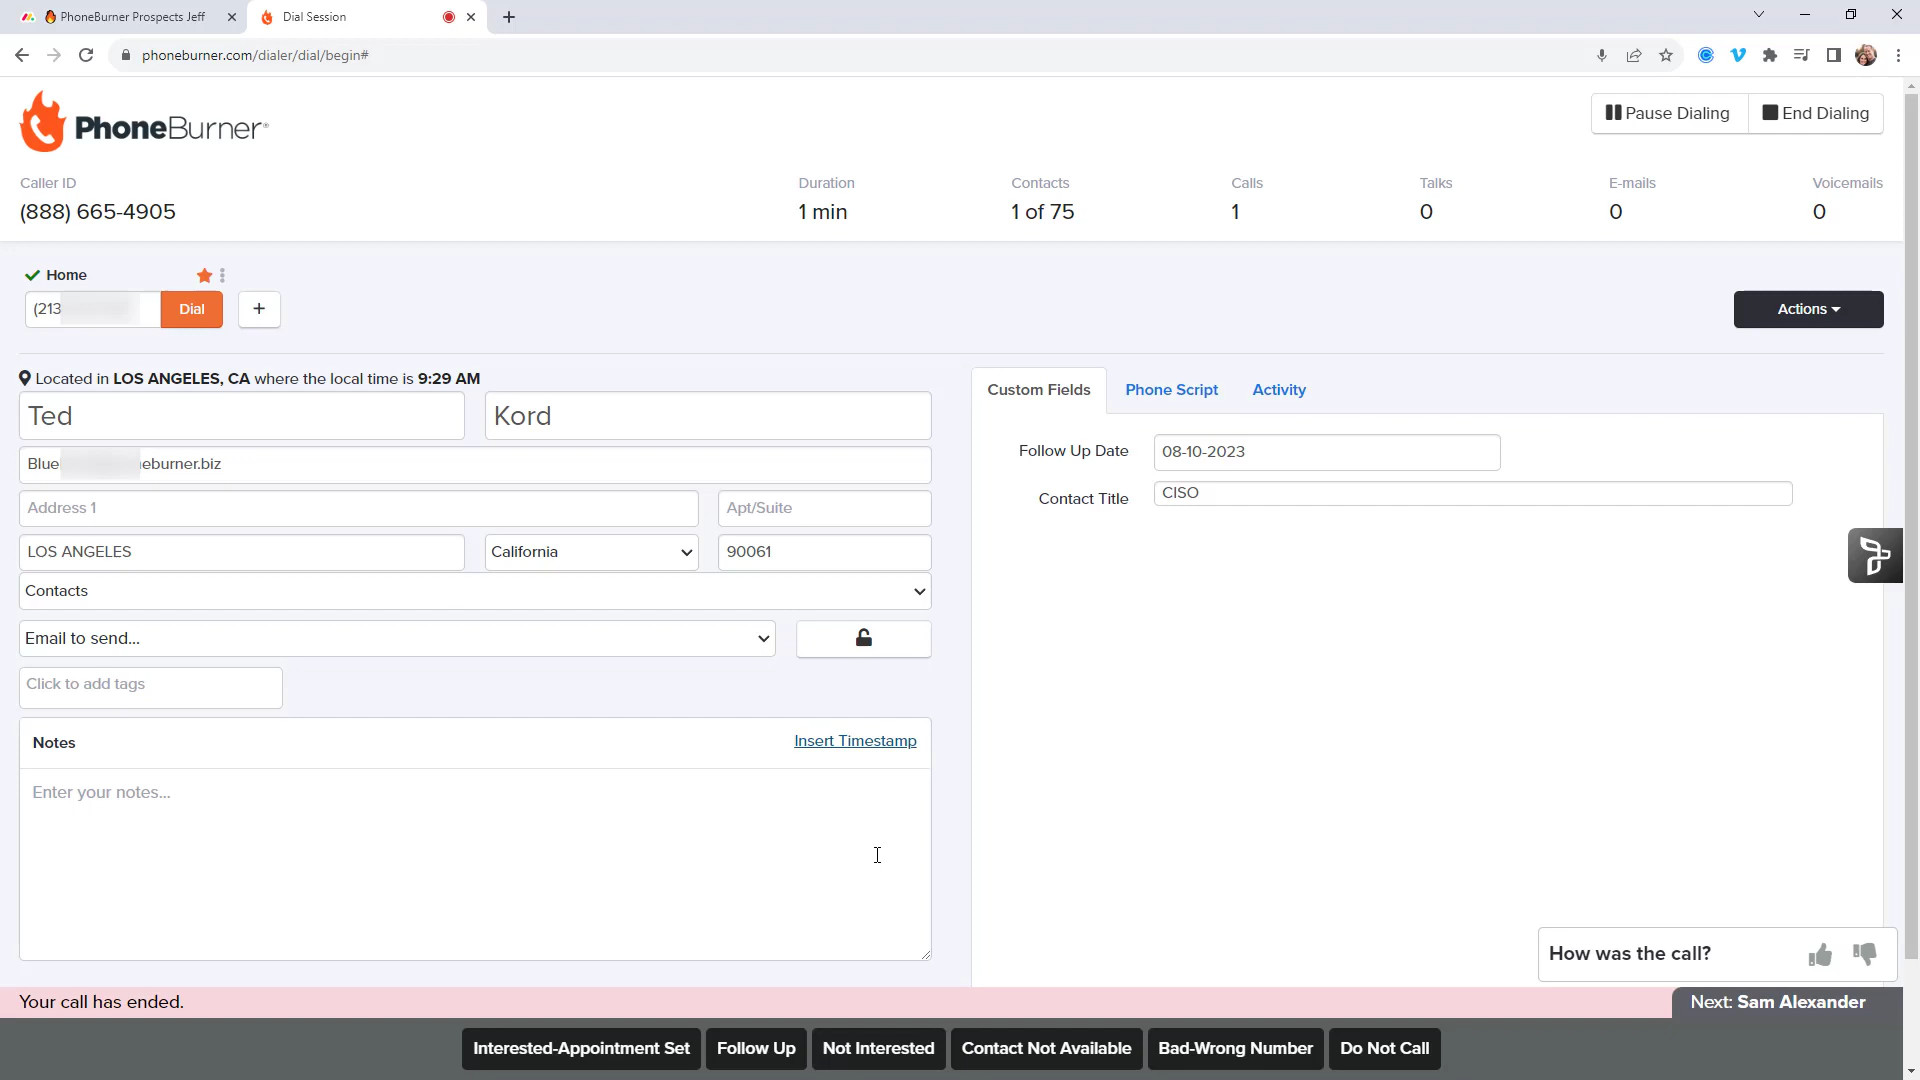 PhoneBurner Prospects Jeff
Dial Session
phoneburner.com/dialer/dial/begin#
PhoneBurner
Pause Dialing
End Dialing
Caller ID
Duration
Contacts
Calls
Talks
E-mails
Voicemails
(888) 665-4905
1 min
1 of 75
1
0
0
0
Home
(213
Dial
+
Actions
Located in LOS ANGELES, CA where the local time is 9:29 AM
Custom Fields
Phone Script
Activity
Ted
Kord
Follow Up Date
08-10-2023
Blue
eburner.biz
Contact Title
CISO
Address 1
Apt/Suite
LOS ANGELES
California
90061
Contacts
Email to send...
Click to add tags
Notes
Insert Timestamp
Enter your notes...
How was the call?
Your call has ended.
Next: Sam Alexander
Interested-Appointment Set
Follow Up
Not Interested
Contact Not Available
Bad-Wrong Number
Do Not Call